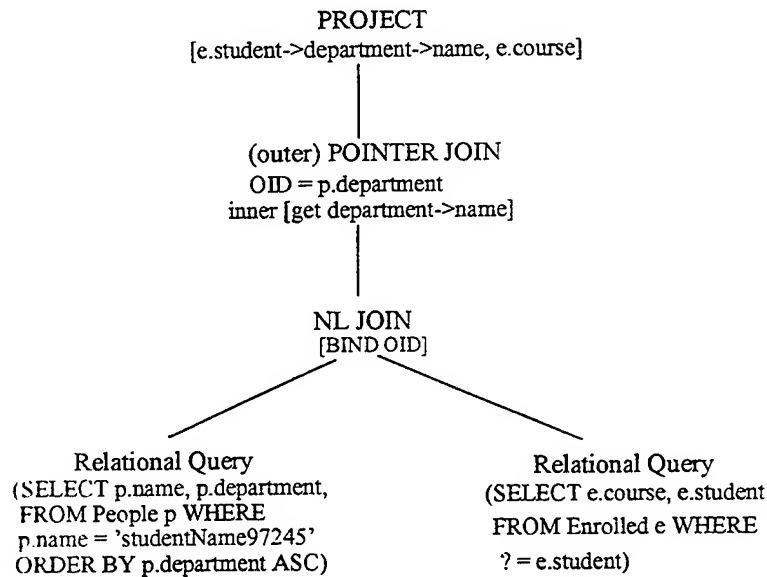 PROJECT
[e.student->department->name, e.course]
(outer) POINTER JOIN
OID = p.department
inner [get department->name]
NL JOIN
[BIND OID]
Relational Query
(SELECT p.name, p.department,
FROM People p WHERE
p.name = 'studentName97245'
ORDER BY p.department ASC)
Relational Query
(SELECT e.course, e.student
FROM Enrolled e WHERE
? = e.student)